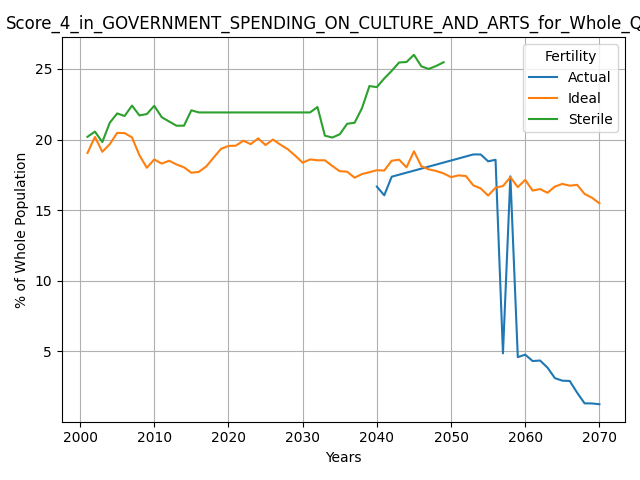 Score_4_in_GOVERNMENT_SPENDING_ON_CULTURE_AND_ARTS_for_Whole_Q
Fertility
Actual
Ideal
Sterile
% of Whole Population
25
20
15
10
5
2000 2010 2020 2030 2040 2050 2060 2070
Years